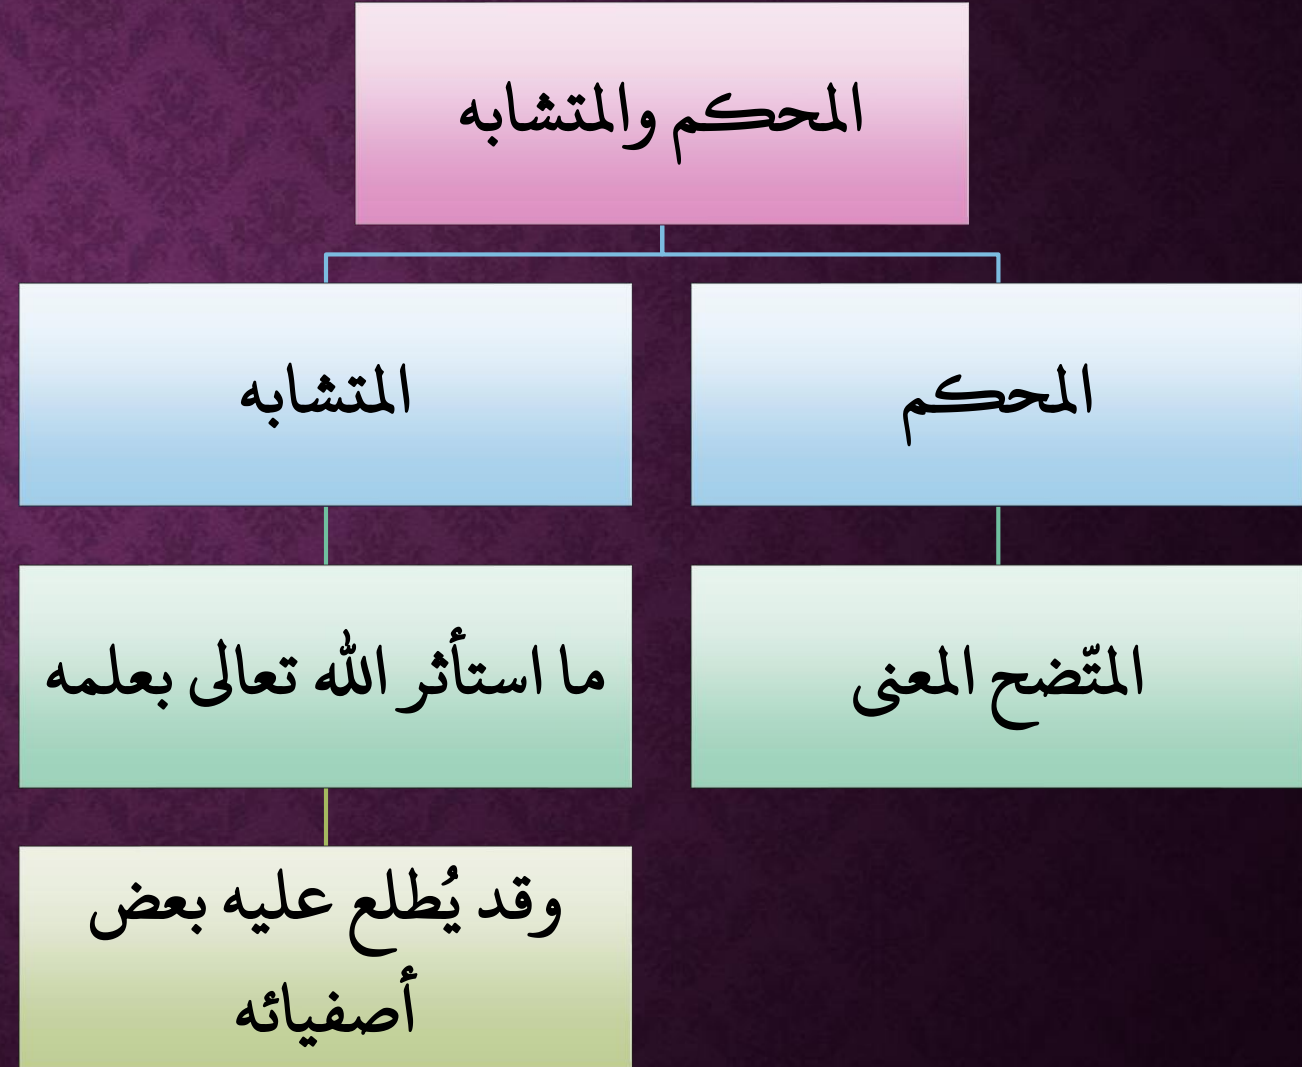 المحكم والمتشابه
المحكم
المتشابه
المتّضح المعنى
ما استأثر الله تعالى بعلمه
وقد يُطلع عليه بعض
أصفيائه